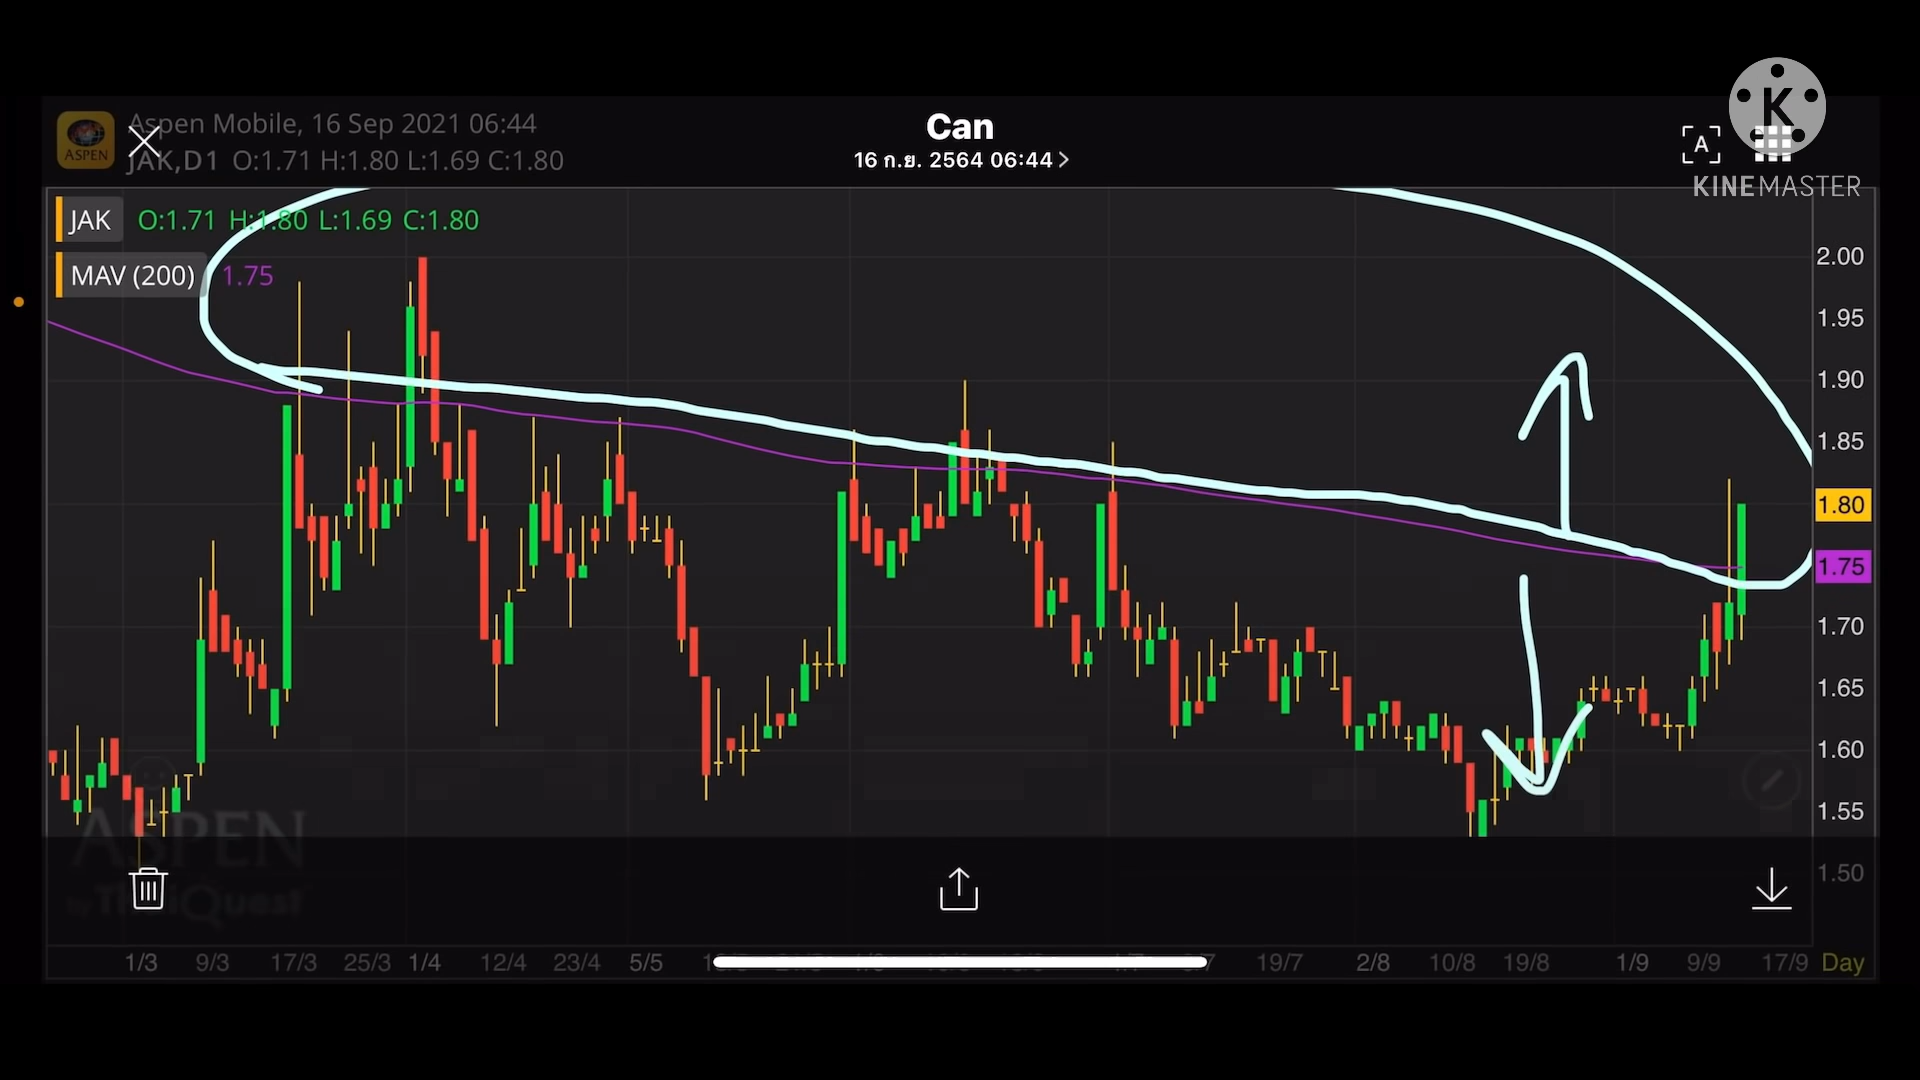 Aspen Mobile, 16 Sep 2021 06:44
JAK,D1 O:1.71 H:1.80 L:1.69 C:1.80
ASPEN
Can
16 ก.ย. 2564 06:44
A
K
KINEMASTER
JAK O:1.71 H:1.80 L:1.69 C:1.80
MAV (200) 1.75
2.00
1.95
1.90
1.85
1.80
1.75
1.70
1.65
1.60
1.55
1.50
ASPEN
by ThaiQuest
1/3 9/3 17/3 25/3 1/4 12/4 23/4 5/5 19/7 2/8 10/8 19/8 1/9 9/9 17/9 Day